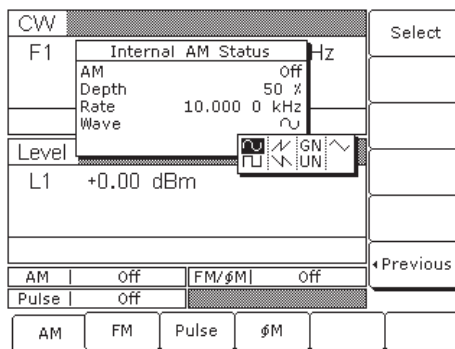 CW
Select
F1 Hz
Internal AM Status
AM Off
Depth 50 %
Rate 10.000 0 kHz
Wave
GN
UN
Level
L1 +0.00 dBm
Previous
AM Off FM/ϕM Off
Pulse Off
AM FM Pulse ϕM